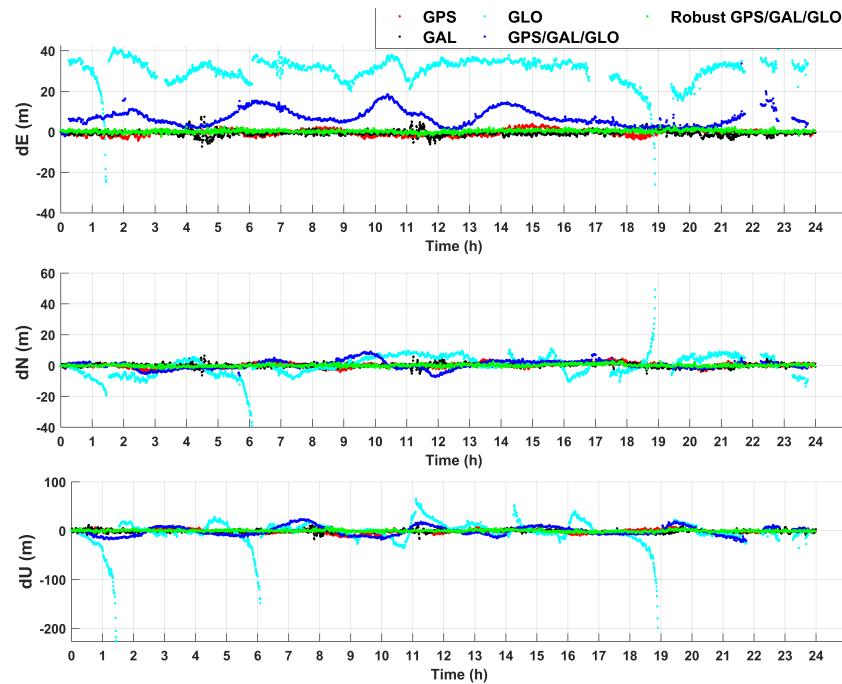 GPS GLO Robust GPS/GAL/GLO
GAL GPS/GAL/GLO
dE (m)
40
20
0
-20
-40
0 1 2 3 4 5 6 7 8 9 10 11 12 13 14 15 16 17 18 19 20 21 22 23 24
Time (h)
dN (m)
60
40
20
0
-20
-40
0 1 2 3 4 5 6 7 8 9 10 11 12 13 14 15 16 17 18 19 20 21 22 23 24
Time (h)
dU (m)
100
0
-100
-200
0 1 2 3 4 5 6 7 8 9 10 11 12 13 14 15 16 17 18 19 20 21 22 23 24
Time (h)